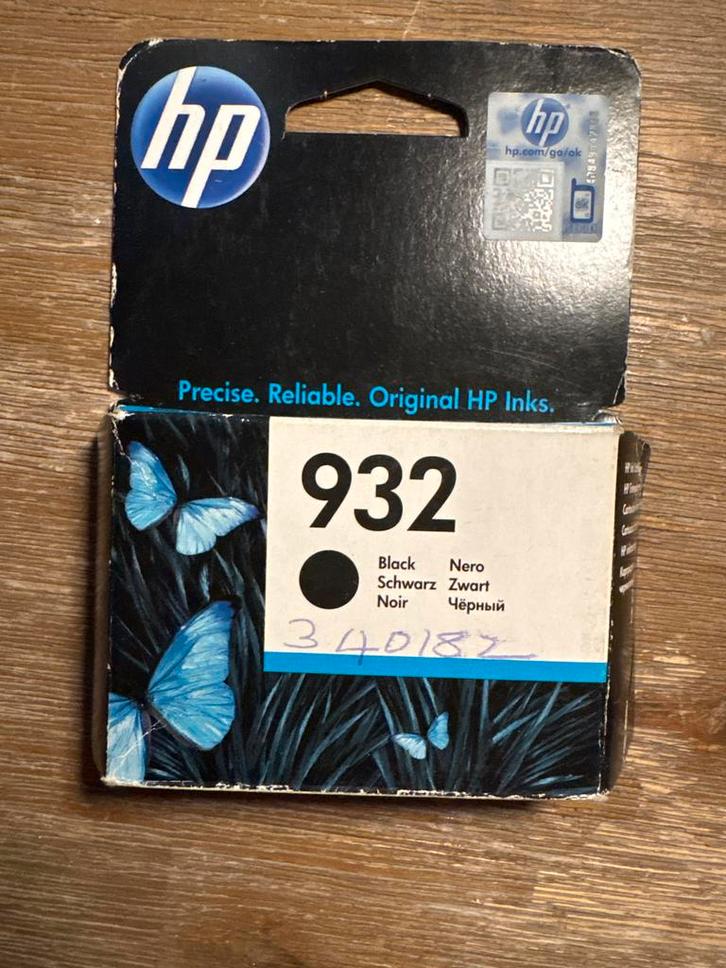 hp
hp
hp.com/go/ok
ok
Precise. Reliable. Original HP Inks.
932
Black Nero
Schwarz Zwart
Noir Чёрный
340182